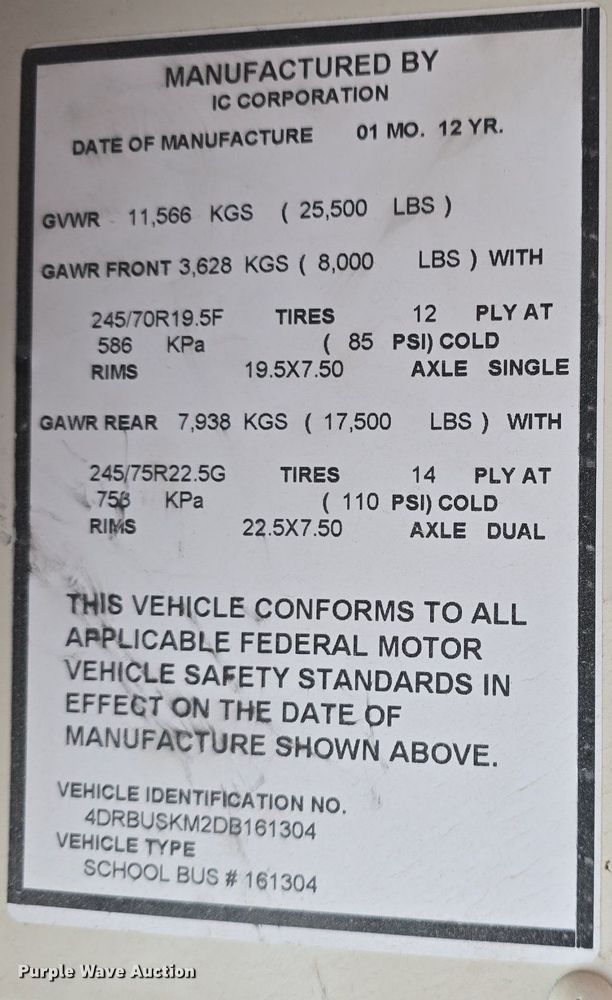 MANUFACTURED BY
IC CORPORATION
DATE OF MANUFACTURE 01 MO. 12 YR.
GVWR 11,566 KGS ( 25,500 LBS )
GAWR FRONT 3,628 KGS ( 8,000 LBS ) WITH
245/70R19.5F TIRES 12 PLY AT
586 KPa ( 85 PSI) COLD
RIMS 19.5X7.50 AXLE SINGLE
GAWR REAR 7,938 KGS ( 17,500 LBS ) WITH
245/75R22.5G TIRES 14 PLY AT
758 KPa ( 110 PSI) COLD
RIMS 22.5X7.50 AXLE DUAL
THIS VEHICLE CONFORMS TO ALL
APPLICABLE FEDERAL MOTOR
VEHICLE SAFETY STANDARDS IN
EFFECT ON THE DATE OF
MANUFACTURE SHOWN ABOVE.
VEHICLE IDENTIFICATION NO.
4DRBUSKM2DB161304
VEHICLE TYPE
SCHOOL BUS # 161304
Purple Wave Auction